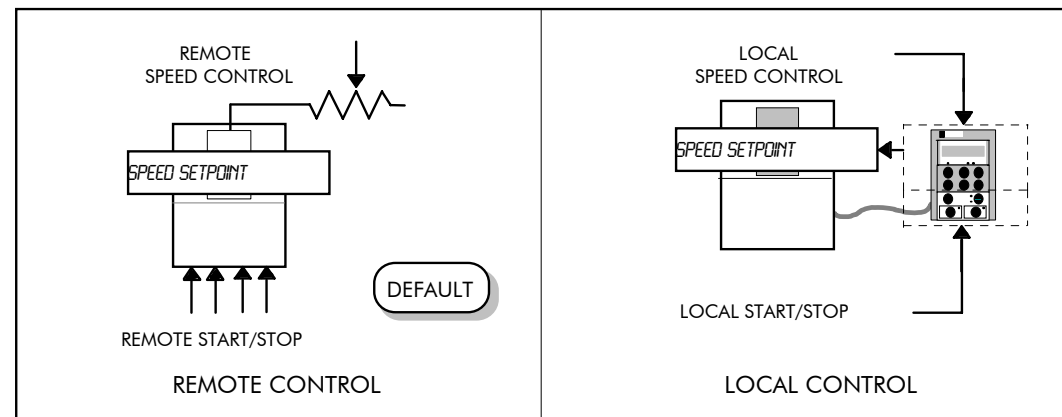 REMOTE
SPEED CONTROL
SPEED SETPOINT
DEFAULT
REMOTE START/STOP
REMOTE CONTROL
LOCAL
SPEED CONTROL
SPEED SETPOINT
LOCAL START/STOP
LOCAL CONTROL